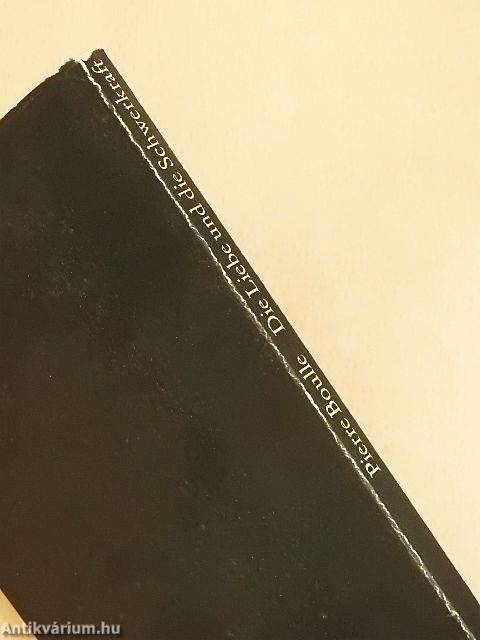 Pierre Boulle Die Liebe und die Schwerkraft
Antikvárium.hu